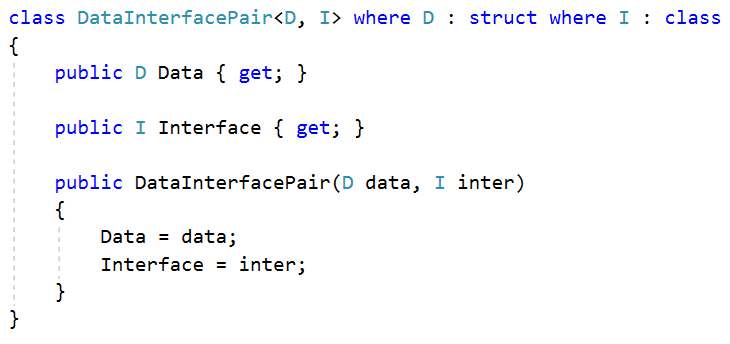 class DataInterfacePair<D, I> where D : struct where I : class
{
    public D Data { get; }
    public I Interface { get; }
    public DataInterfacePair(D data, I inter)
    {
        Data = data;
        Interface = inter;
    }
}